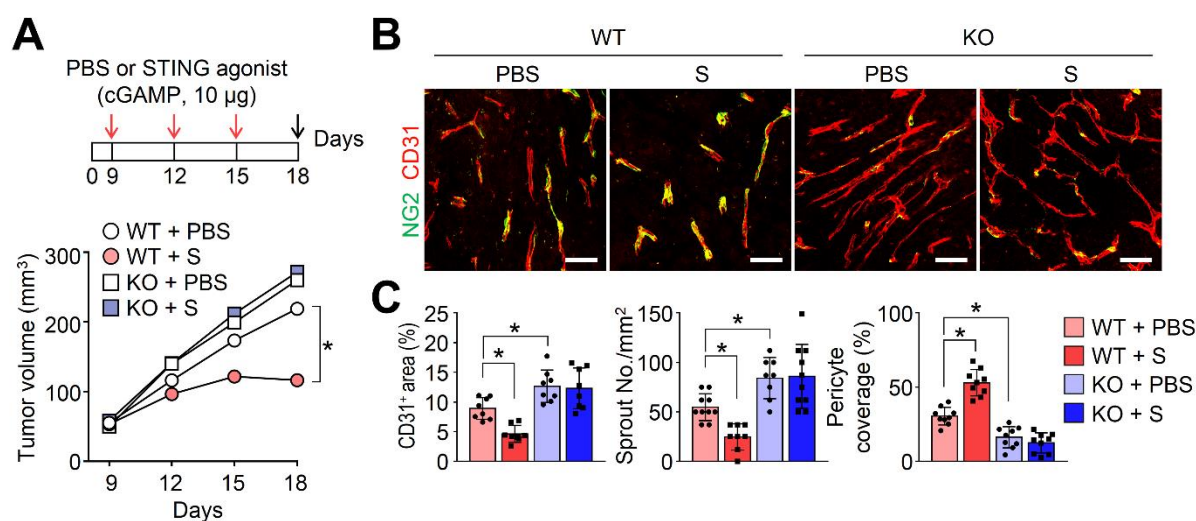 A
PBS or STING agonist
(cGAMP, 10 µg)
Days
0 9 12 15 18
WT + PBS
WT + S
KO + PBS
KO + S
Tumor volume (mm³)
300
200
100
0
*
9 12 15 18
Days
B
WT KO
PBS S PBS S
NG2 CD31
C
CD31⁺ area (%)
25
20
15
10
5
0
*
*
Sprout No./mm²
150
100
50
0
*
*
Pericyte
coverage (%)
100
50
0
*
*
WT + PBS
WT + S
KO + PBS
KO + S